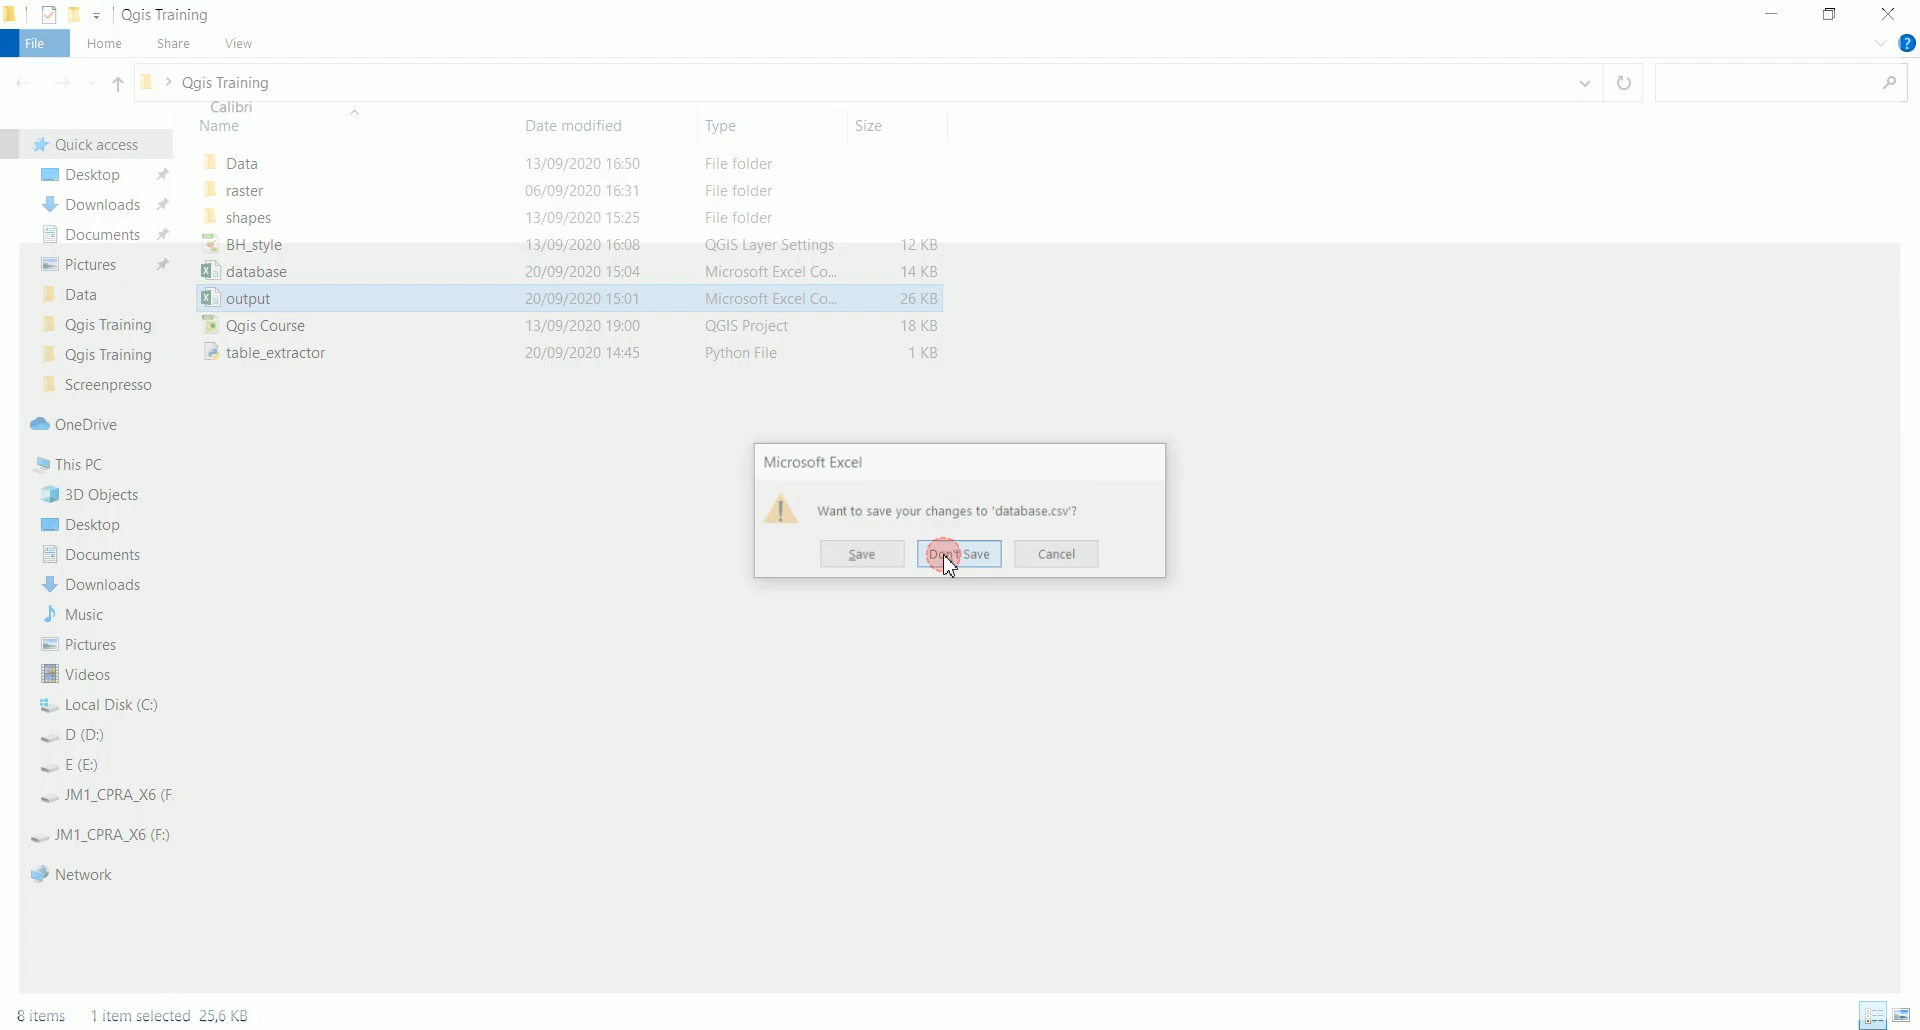 Qgis Training
File Home Share View
Qgis Training
Calibri
Name Date modified Type Size
Quick access
Desktop
Downloads
Documents
Pictures
Data
Qgis Training
Qgis Training
Screenpresso
OneDrive
This PC
3D Objects
Desktop
Documents
Downloads
Music
Pictures
Videos
Local Disk (C:)
D (D:)
E (E:)
JM1_CPRA_X6 (F
JM1_CPRA_X6 (F:)
Network
Data 13/09/2020 16:50 File folder
raster 06/09/2020 16:31 File folder
shapes 13/09/2020 15:25 File folder
BH_style 13/09/2020 16:08 QGIS Layer Settings 12 KB
database 20/09/2020 15:04 Microsoft Excel Co... 14 KB
output 20/09/2020 15:01 Microsoft Excel Co... 26 KB
Qgis Course 13/09/2020 19:00 QGIS Project 18 KB
table_extractor 20/09/2020 14:45 Python File 1 KB
Microsoft Excel
Want to save your changes to 'database.csv'?
Save Don't Save Cancel
8 items 1 item selected 25,6 KB